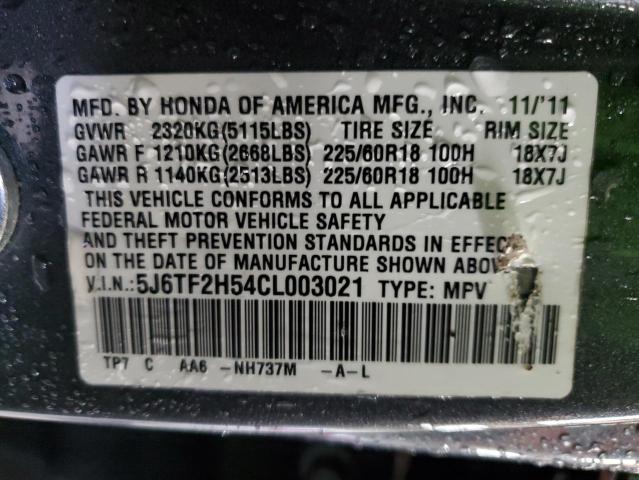 MFD. BY HONDA OF AMERICA MFG., INC. 11/'11
GVWR 2320KG(5115LBS) TIRE SIZE RIM SIZE
GAWR F 1210KG(2668LBS) 225/60R18 100H 18X7J
GAWR R 1140KG(2513LBS) 225/60R18 100H 18X7J
THIS VEHICLE CONFORMS TO ALL APPLICABLE
FEDERAL MOTOR VEHICLE SAFETY
AND THEFT PREVENTION STANDARDS IN EFFECT
ON THE DATE OF MANUFACTURE SHOWN ABOVE
V.I.N.:5J6TF2H54CL003021 TYPE: MPV
TP7 C AA6 -NH737M -A-L